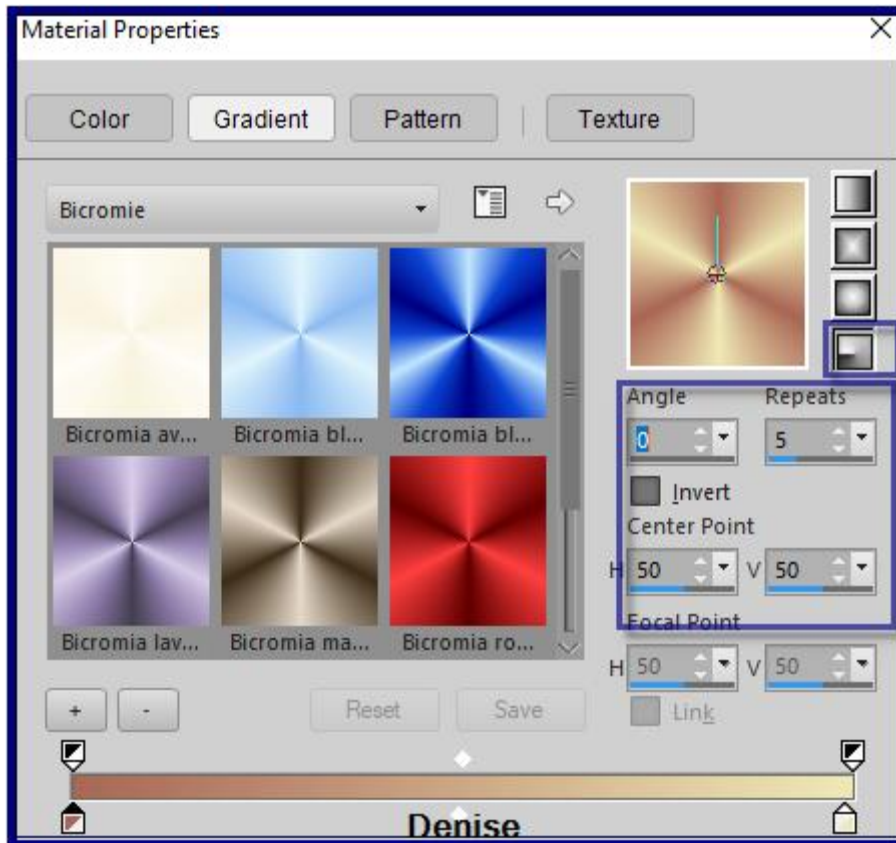 Material Properties
Color Gradient Pattern Texture
Bicromie
Bicromia av... Bicromia bl... Bicromia bl...
Bicromia lav... Bicromia ma... Bicromia ro...
Angle Repeats
0 5
Invert
Center Point
H 50 V 50
Focal Point
H 50 V 50
Link
+ - Reset Save
Denise